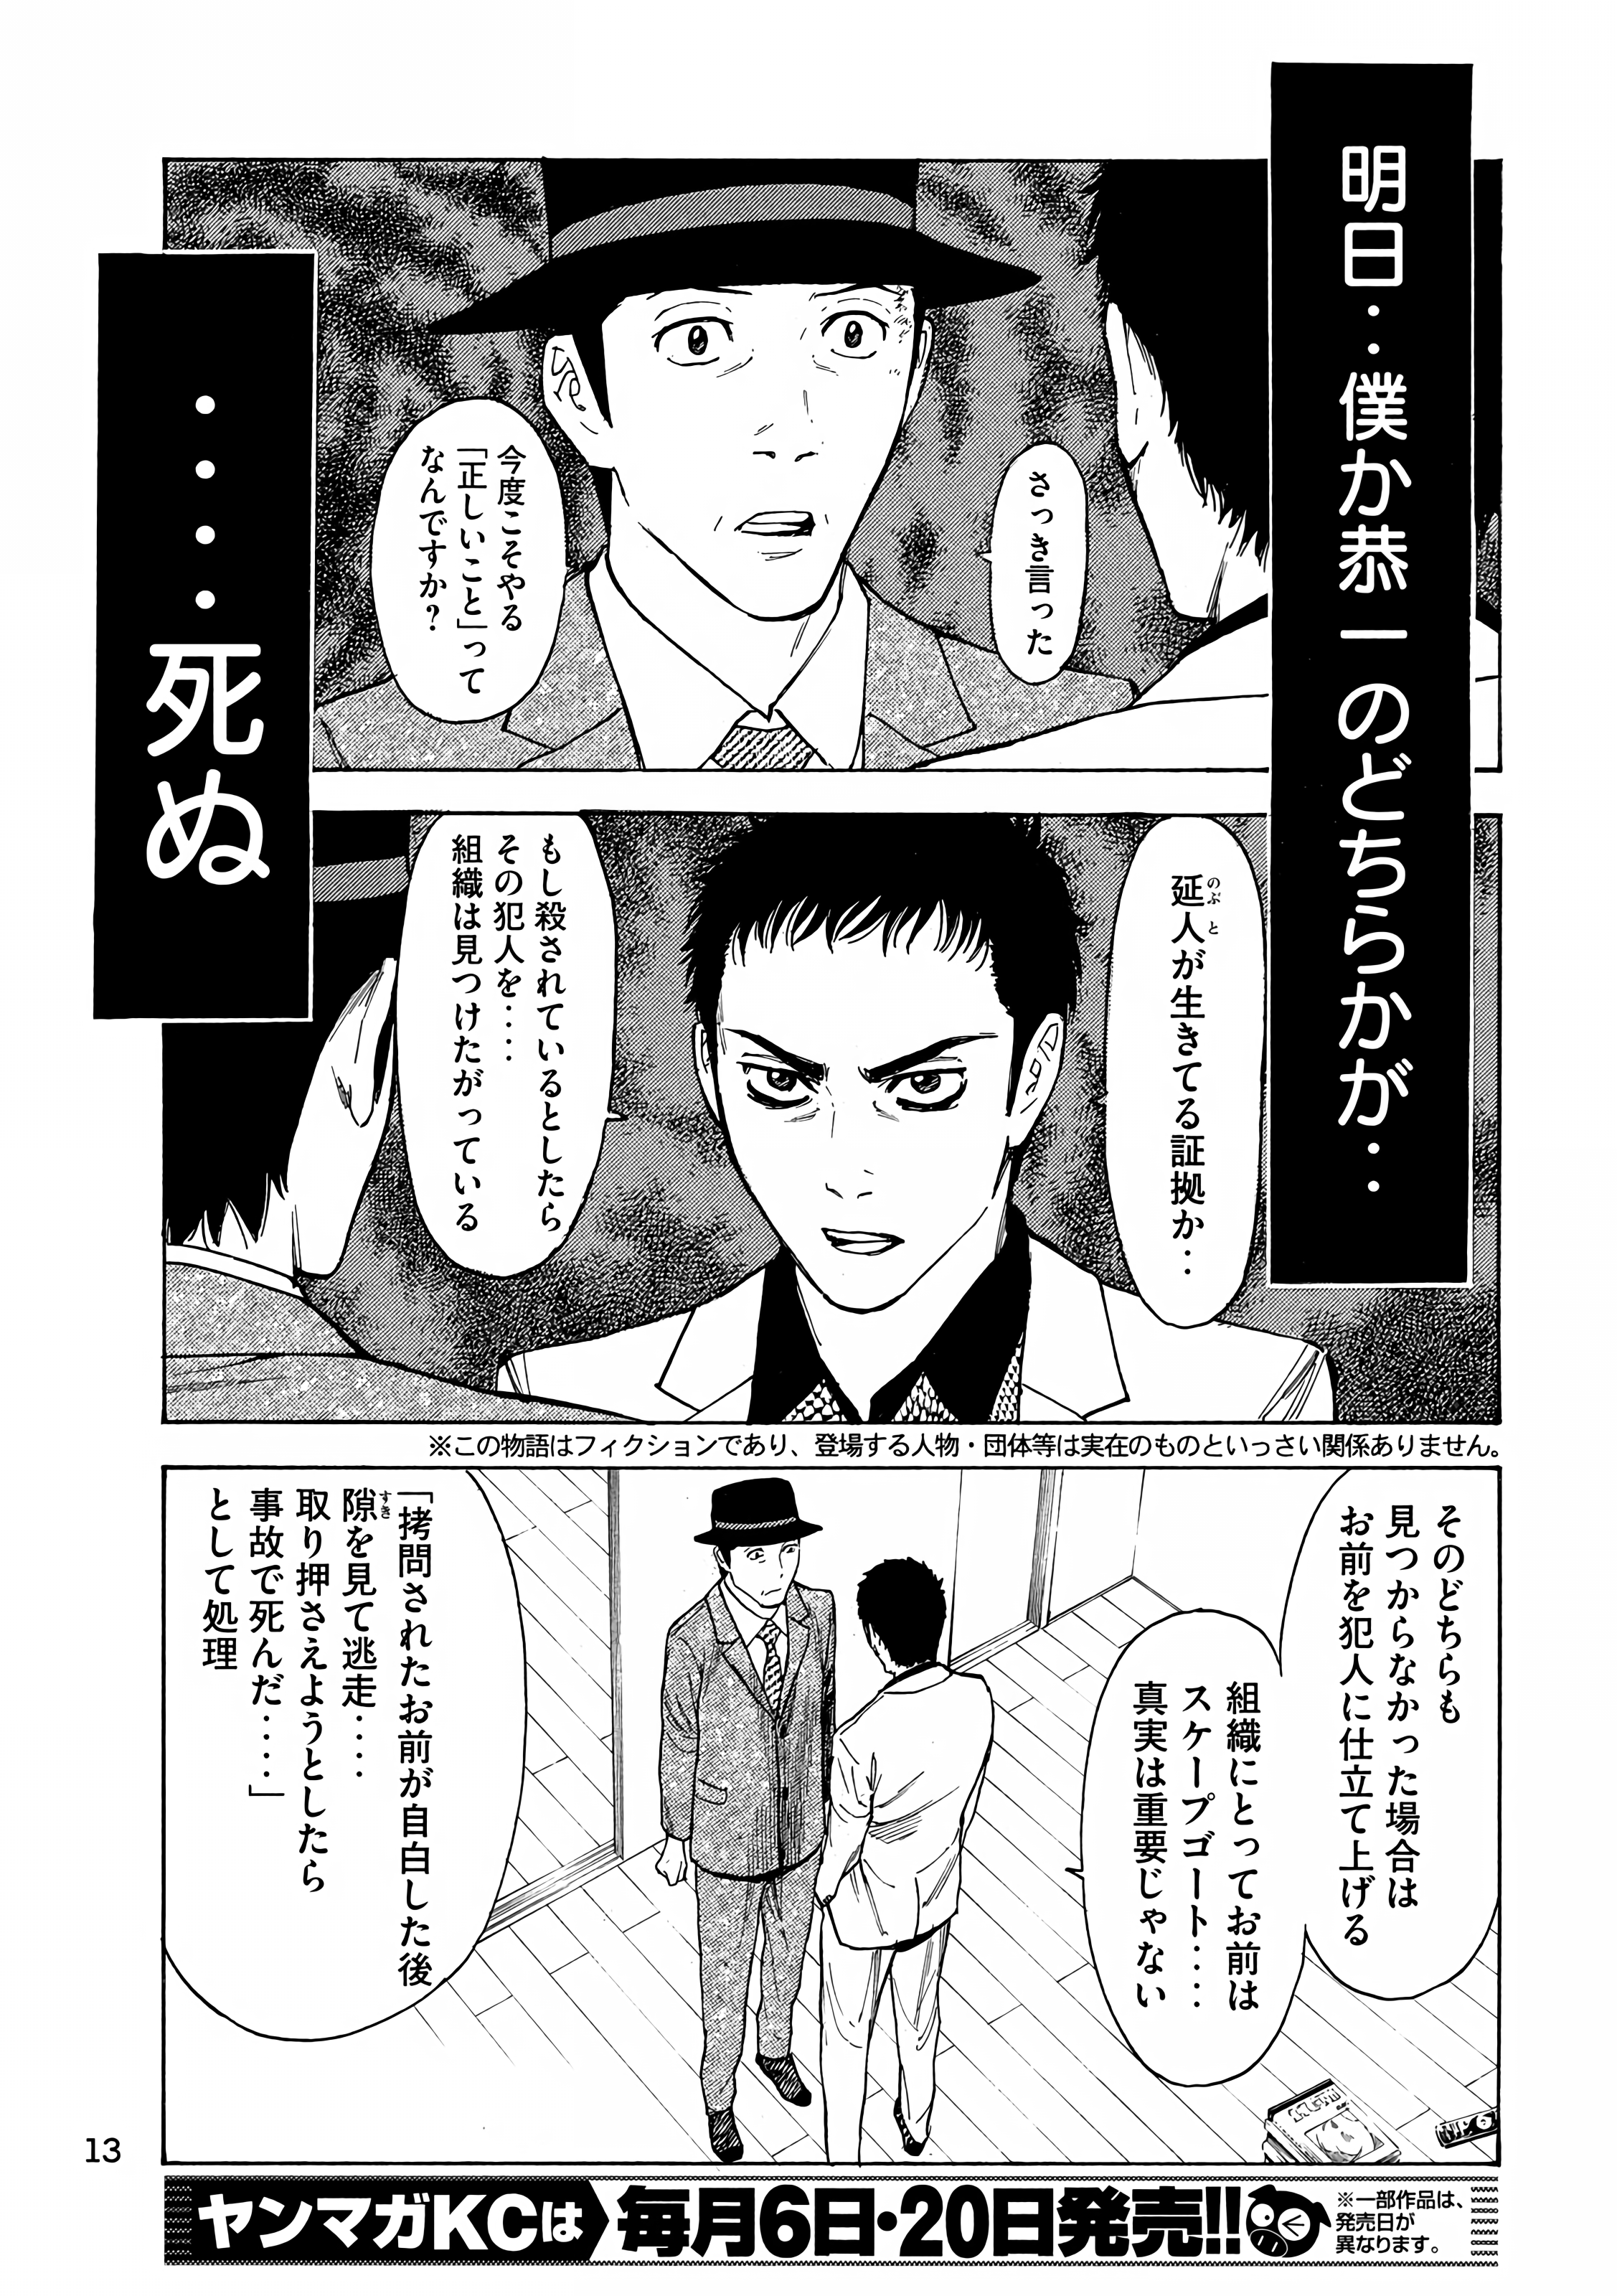 明日‥僕か恭一のどちらかが‥
‥‥死ぬ
さっき言った
今度こそやる
「正しいこと」って
なんですか？
延人が生きてる証拠か‥
のぶと
もし殺されているとしたら
その犯人を‥‥
組織は見つけたがっている
※この物語はフィクションであり、登場する人物・団体等は実在のものといっさい関係ありません。
そのどちらも
見つからなかった場合は
お前を犯人に仕立て上げる
組織にとってお前は
スケープゴート‥‥
真実は重要じゃない
「拷問されたお前が自白した後
隙を見て逃走‥‥
すき
取り押さえようとしたら
事故で死んだ‥‥」
として処理
13
ヤンマガKCは毎月6日・20日発売!!
※一部作品は、
発売日が
異なります。